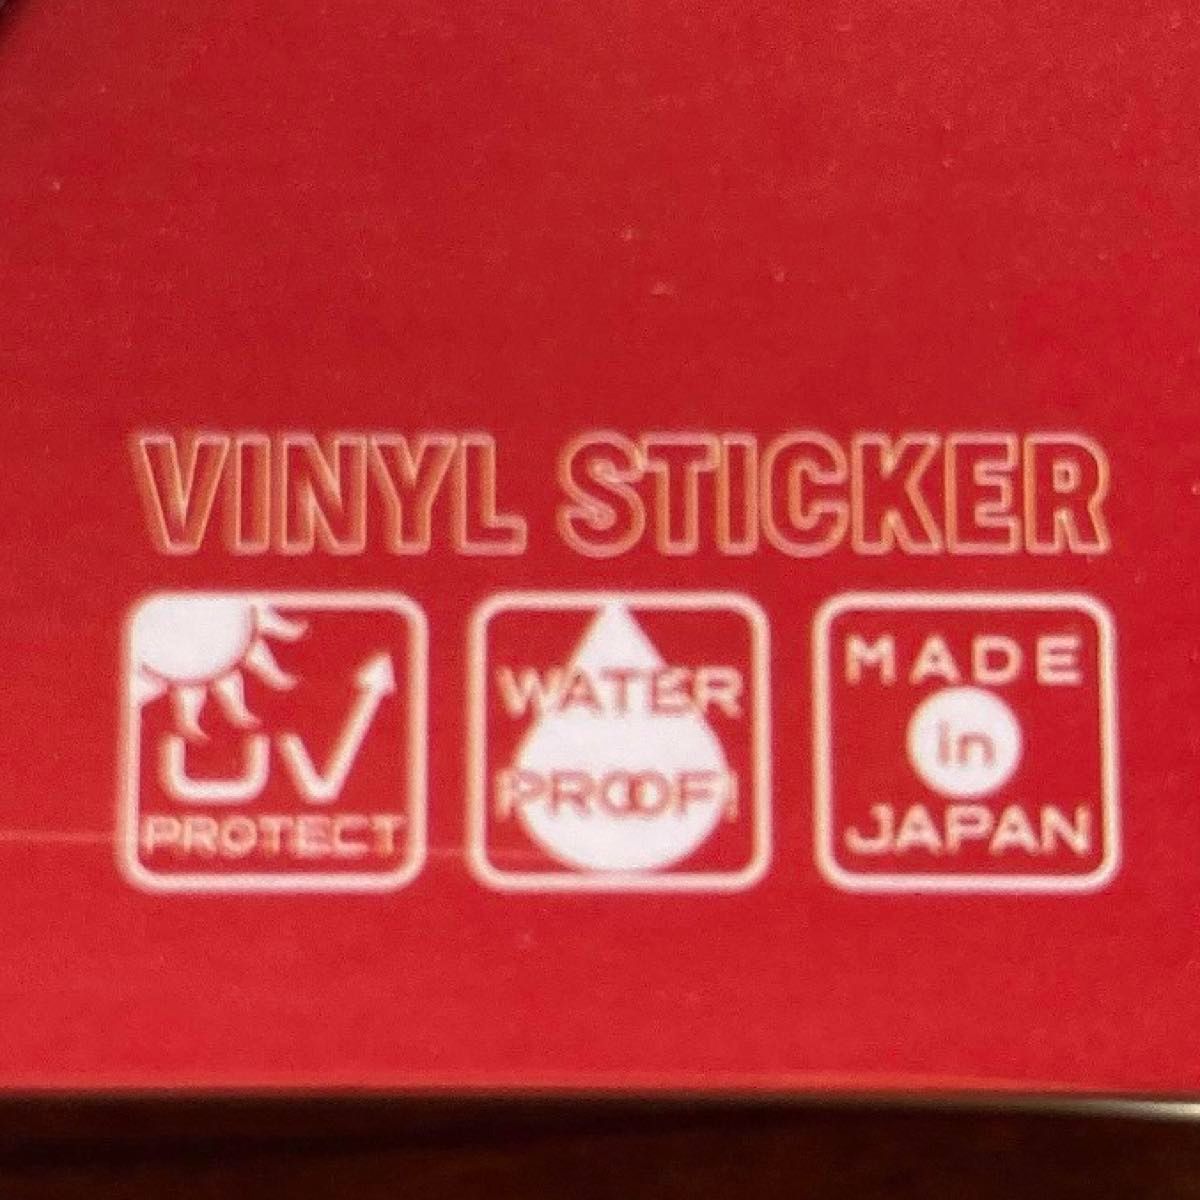 VINYL STICKER
UV
PROTECT
WATER
PROOF!
MADE
in
JAPAN